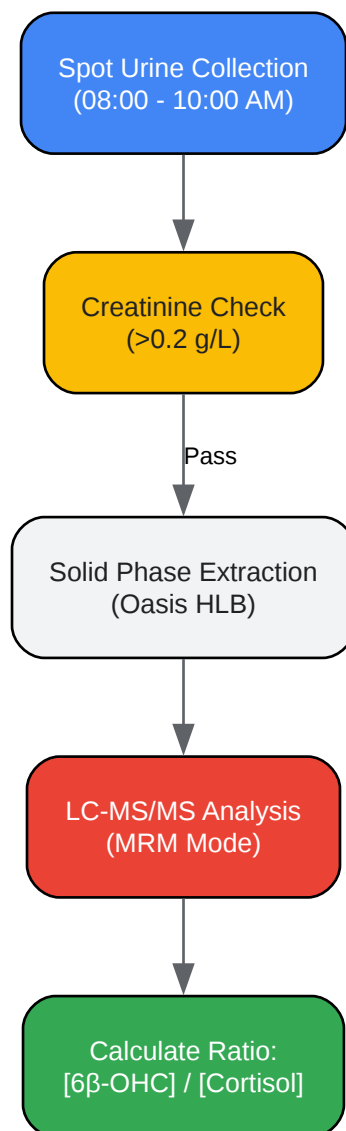 Spot Urine Collection
(08:00 - 10:00 AM)
Creatinine Check
(>0.2 g/L)
Pass
Solid Phase Extraction
(Oasis HLB)
LC-MS/MS Analysis
(MRM Mode)
Calculate Ratio:
[6β-OHC] / [Cortisol]